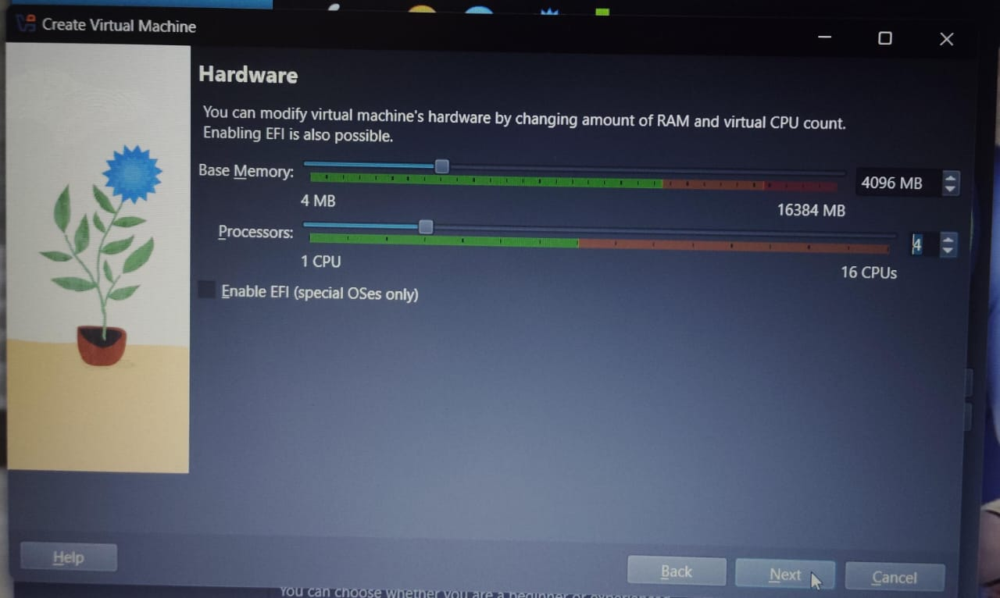 Create Virtual Machine
Hardware
You can modify virtual machine's hardware by changing amount of RAM and virtual CPU count.
Enabling EFI is also possible.
Base Memory:
4096 MB
4 MB
16384 MB
Processors:
4
1 CPU
16 CPUs
Enable EFI (special OSes only)
Help
Back
Next
Cancel
You can choose whether you are a beginner or experienced